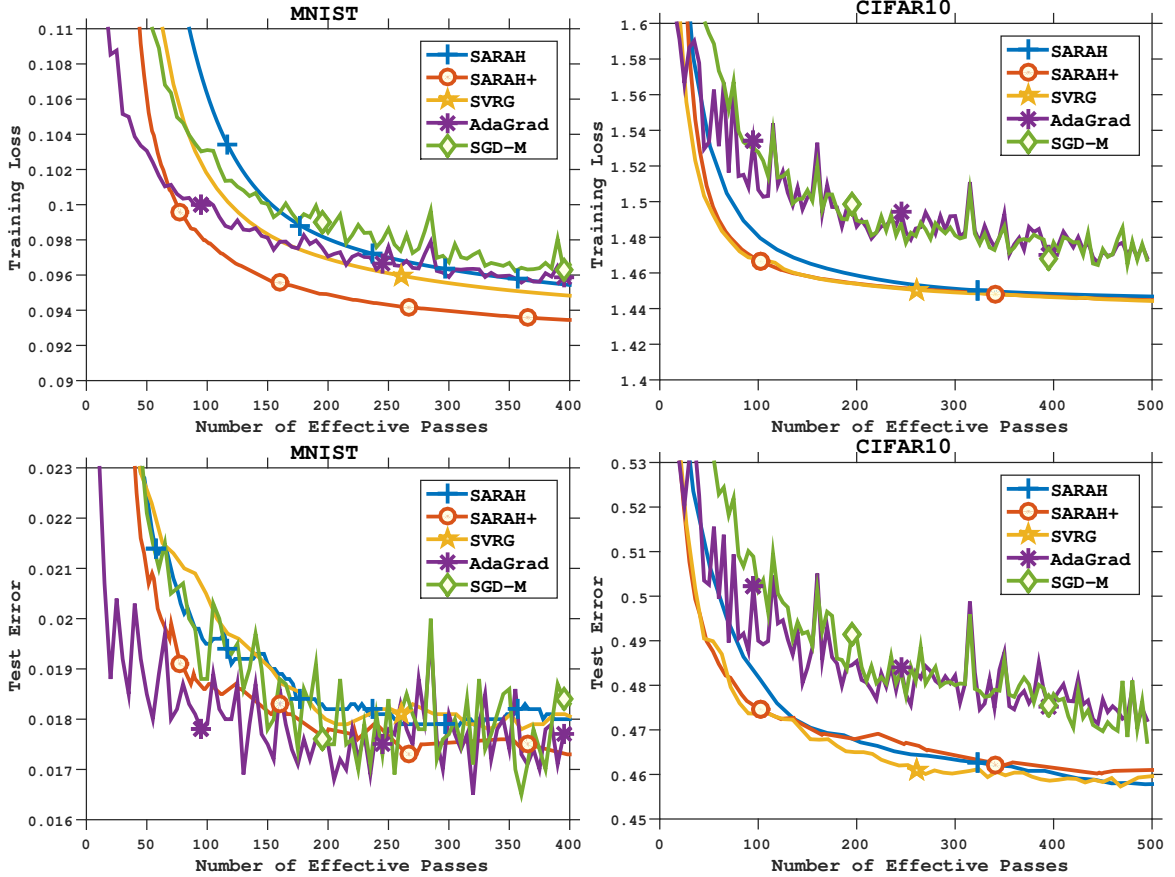 MNIST
0.11
0.108
0.106
0.104
0.102
0.1
0.098
0.096
0.094
0.092
0.09
Training Loss
SARAH
SARAH+
SVRG
AdaGrad
SGD-M
0 50 100 150 200 250 300 350 400
Number of Effective Passes
CIFAR10
1.6
1.58
1.56
1.54
1.52
1.5
1.48
1.46
1.44
1.42
1.4
Training Loss
SARAH
SARAH+
SVRG
AdaGrad
SGD-M
0 100 200 300 400 500
Number of Effective Passes
MNIST
0.023
0.022
0.021
0.02
0.019
0.018
0.017
0.016
Test Error
SARAH
SARAH+
SVRG
AdaGrad
SGD-M
0 50 100 150 200 250 300 350 400
Number of Effective Passes
CIFAR10
0.53
0.52
0.51
0.5
0.49
0.48
0.47
0.46
0.45
Test Error
SARAH
SARAH+
SVRG
AdaGrad
SGD-M
0 100 200 300 400 500
Number of Effective Passes